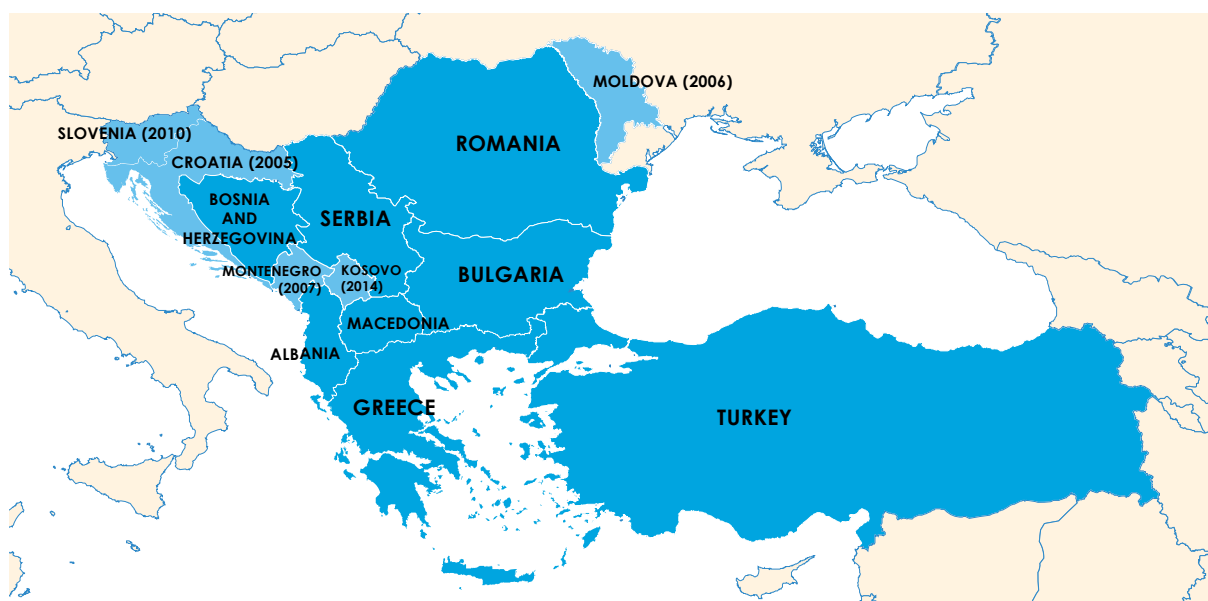 MOLDOVA (2006)
SLOVENIA (2010)
ROMANIA
CROATIA (2005)
BOSNIA
AND
HERZEGOVINA
SERBIA
MONTENEGRO
(2007)
KOSOVO
(2014)
BULGARIA
MACEDONIA
ALBANIA
GREECE
TURKEY